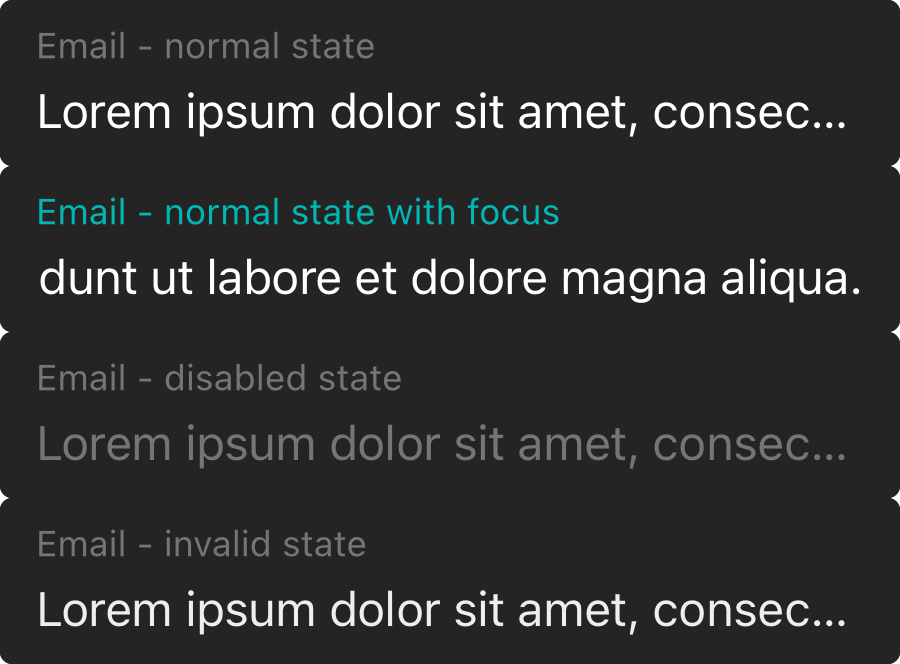 Email - normal state
Lorem ipsum dolor sit amet, consec...
Email - normal state with focus
dunt ut labore et dolore magna aliqua.
Email - disabled state
Lorem ipsum dolor sit amet, consec...
Email - invalid state
Lorem ipsum dolor sit amet, consec...